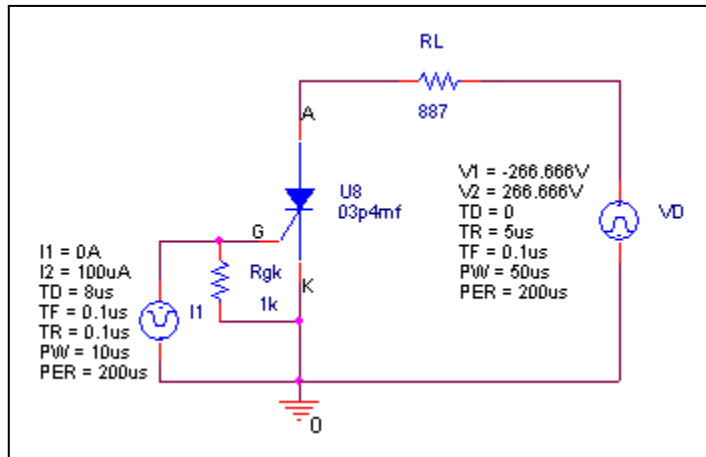 RL
887
A
V1 = -266.666V
V2 = 266.666V
TD = 0
TR = 5us
TF = 0.1us
PW = 50us
PER = 200us
VD
U8
03p4mf
G
K
Rgk
1k
I1 = 0A
I2 = 100uA
TD = 8us
TF = 0.1us
TR = 0.1us
PW = 10us
PER = 200us
I1
0